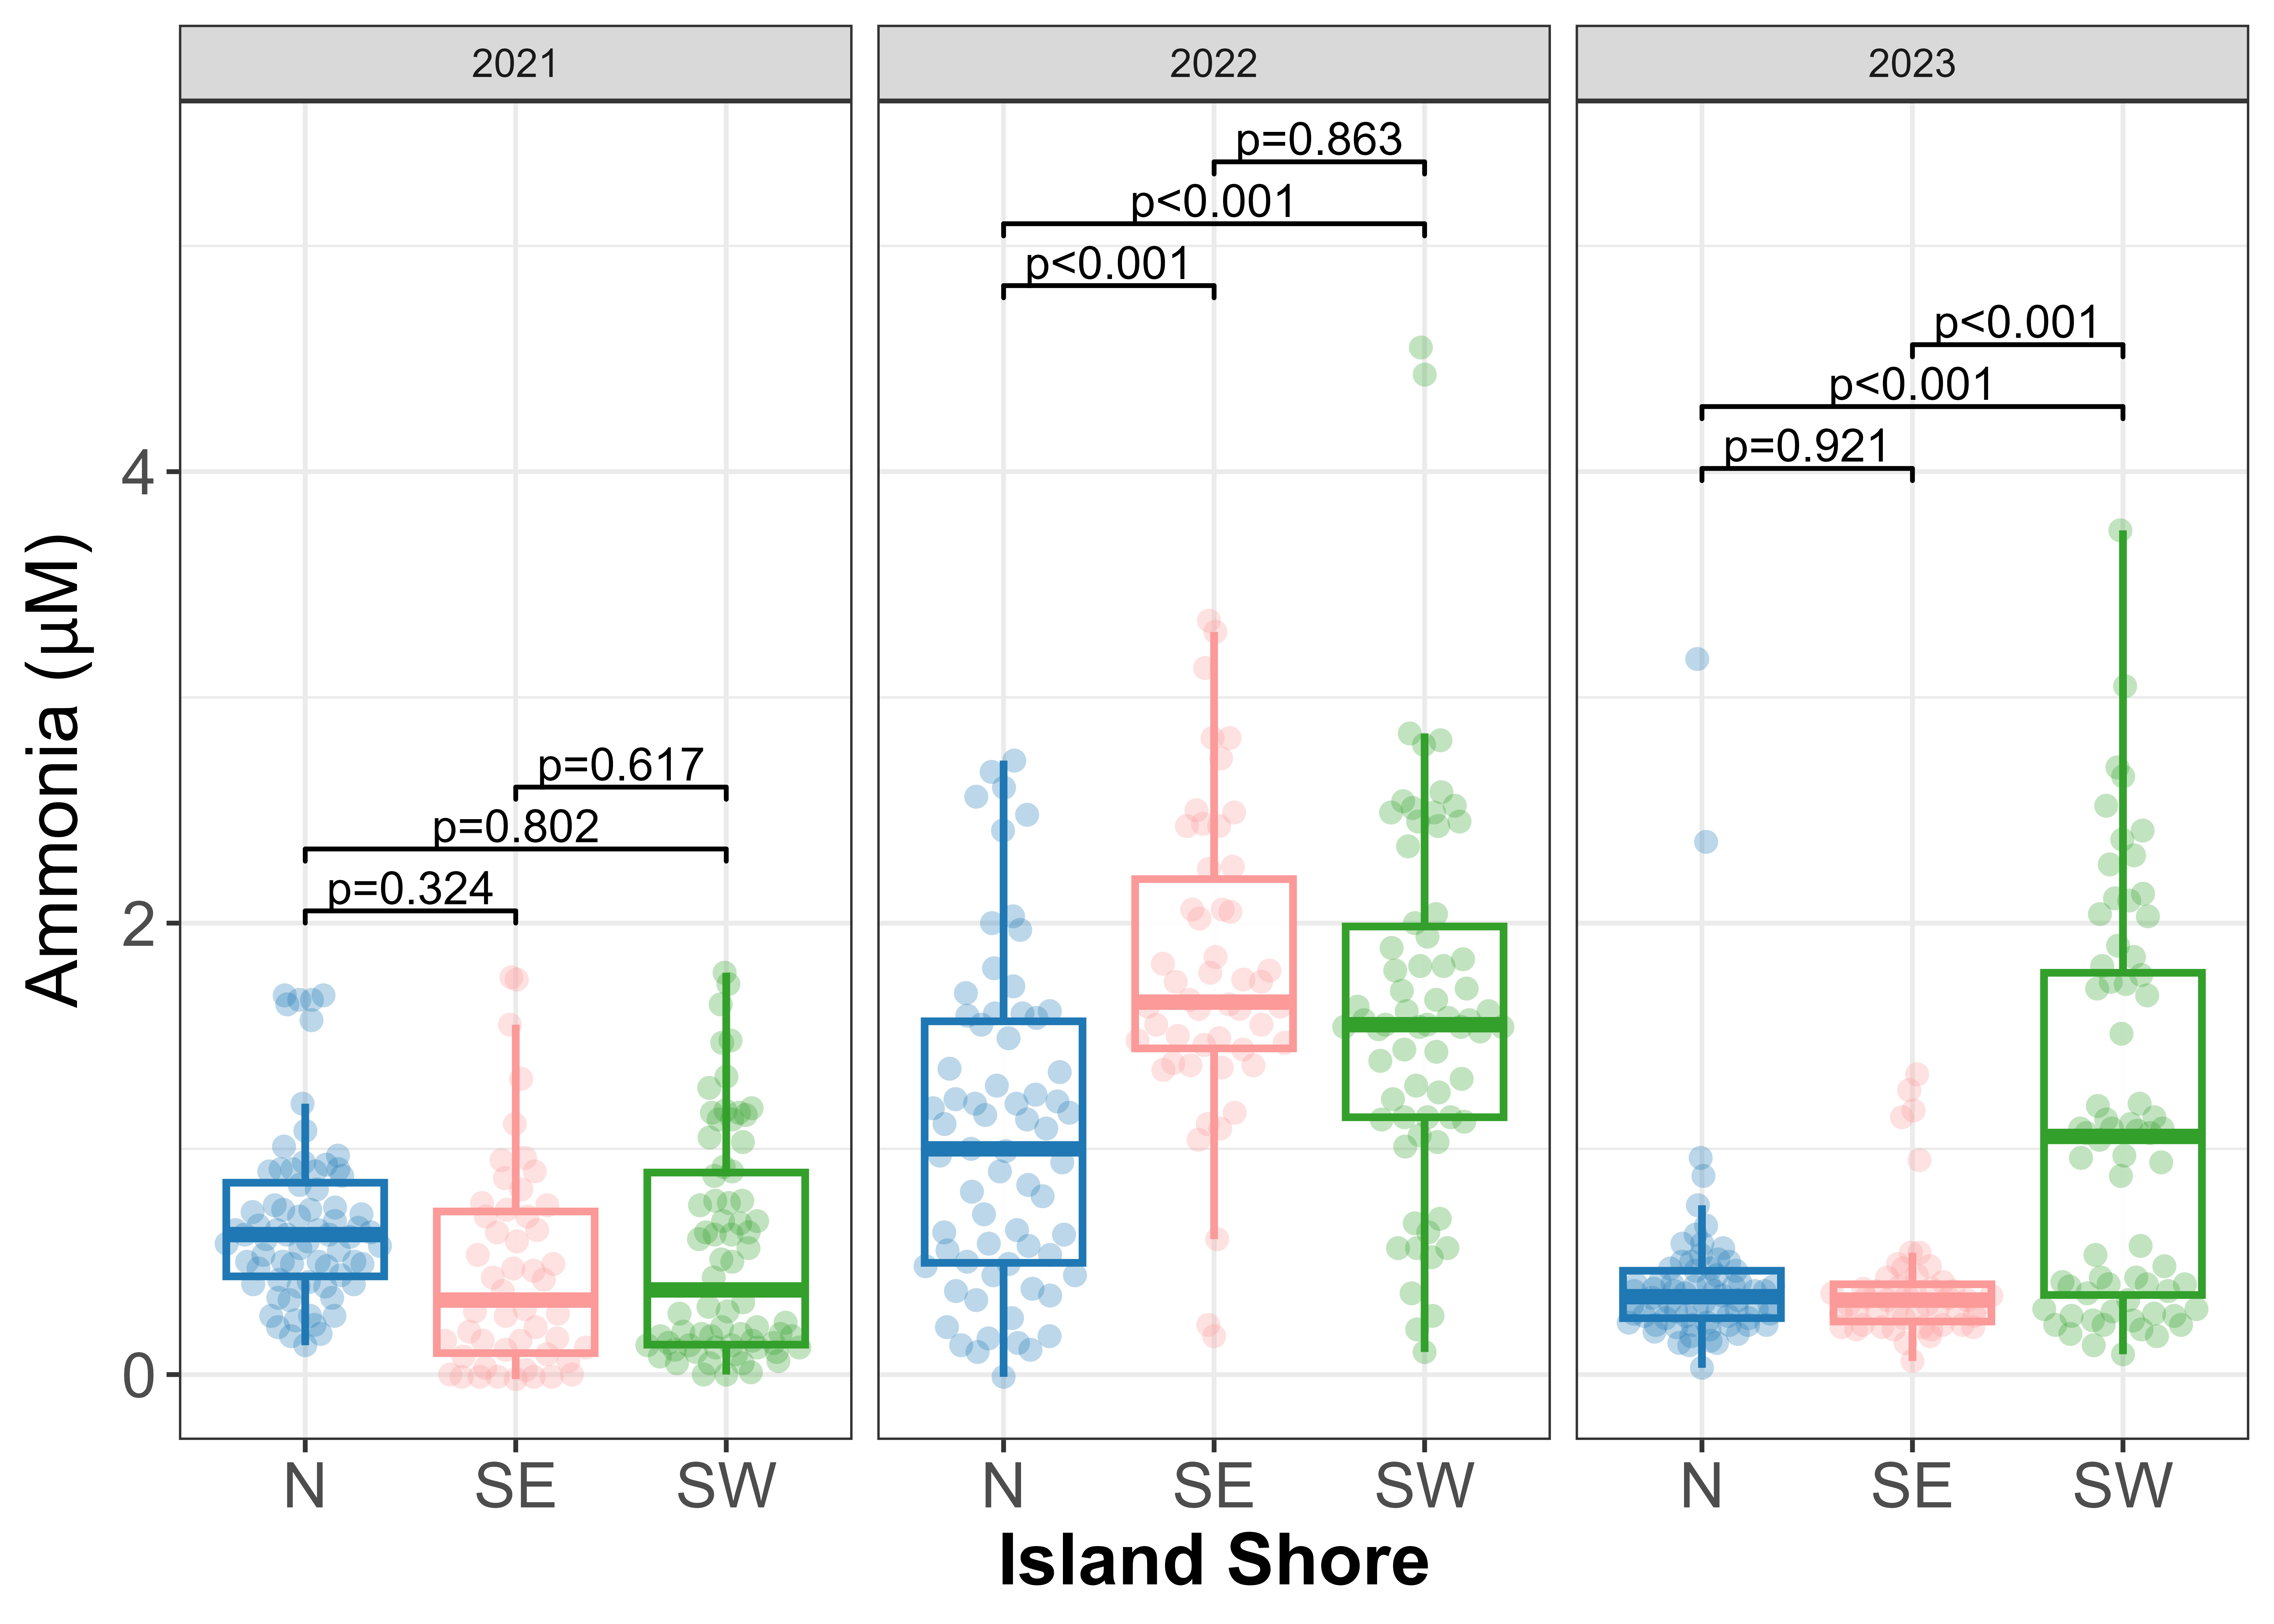 2021
2022
2023
p=0.863
p<0.001
p<0.001
p<0.001
p<0.001
p=0.921
p=0.617
p=0.802
p=0.324
Ammonia (µM)
4
2
0
N
SE
SW
N
SE
SW
N
SE
SW
Island Shore